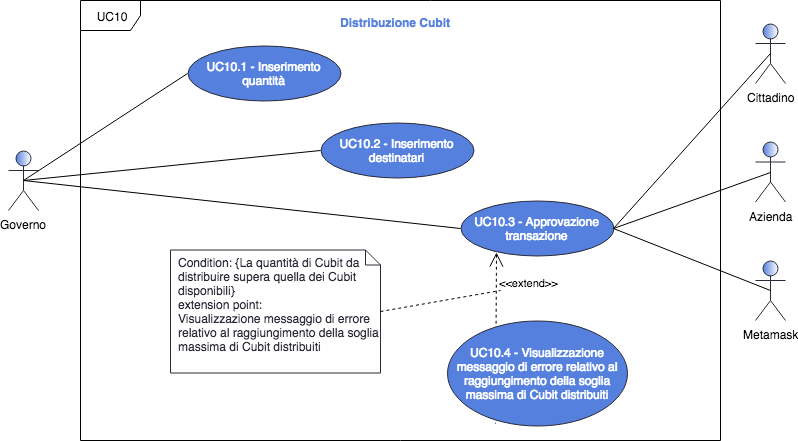 UC10
Distribuzione Cubit
UC10.1 - Inserimento
quantità
Cittadino
UC10.2 - Inserimento
destinatari
Governo
Azienda
UC10.3 - Approvazione
transazione
Condition: {La quantità di Cubit da
distribuire supera quella dei Cubit
disponibili}
extension point:
Visualizzazione messaggio di errore
relativo al raggiungimento della soglia
massima di Cubit distribuiti
<<extend>>
Metamask
UC10.4 - Visualizzazione
messaggio di errore relativo al
raggiungimento della soglia
massima di Cubit distribuiti